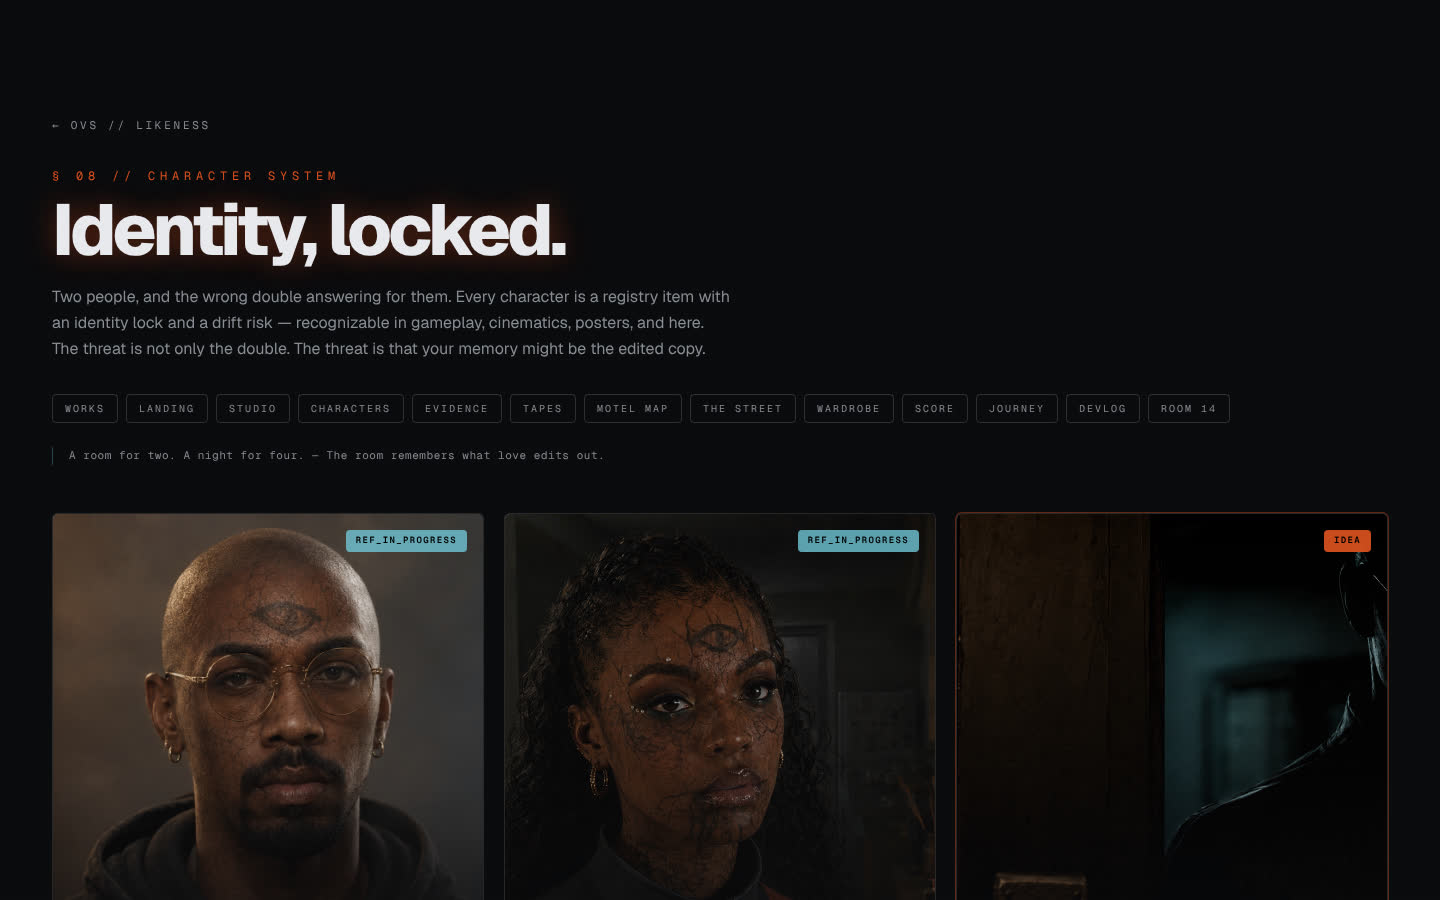 ← OVS // LIKENESS
§ 08 // CHARACTER SYSTEM
Identity, locked.
Two people, and the wrong double answering for them. Every character is a registry item with
an identity lock and a drift risk — recognizable in gameplay, cinematics, posters, and here.
The threat is not only the double. The threat is that your memory might be the edited copy.
WORKS LANDING STUDIO CHARACTERS EVIDENCE TAPES MOTEL MAP THE STREET WARDROBE SCORE JOURNEY DEVLOG ROOM 14
A room for two. A night for four. — The room remembers what love edits out.
REF_IN_PROGRESS REF_IN_PROGRESS IDEA